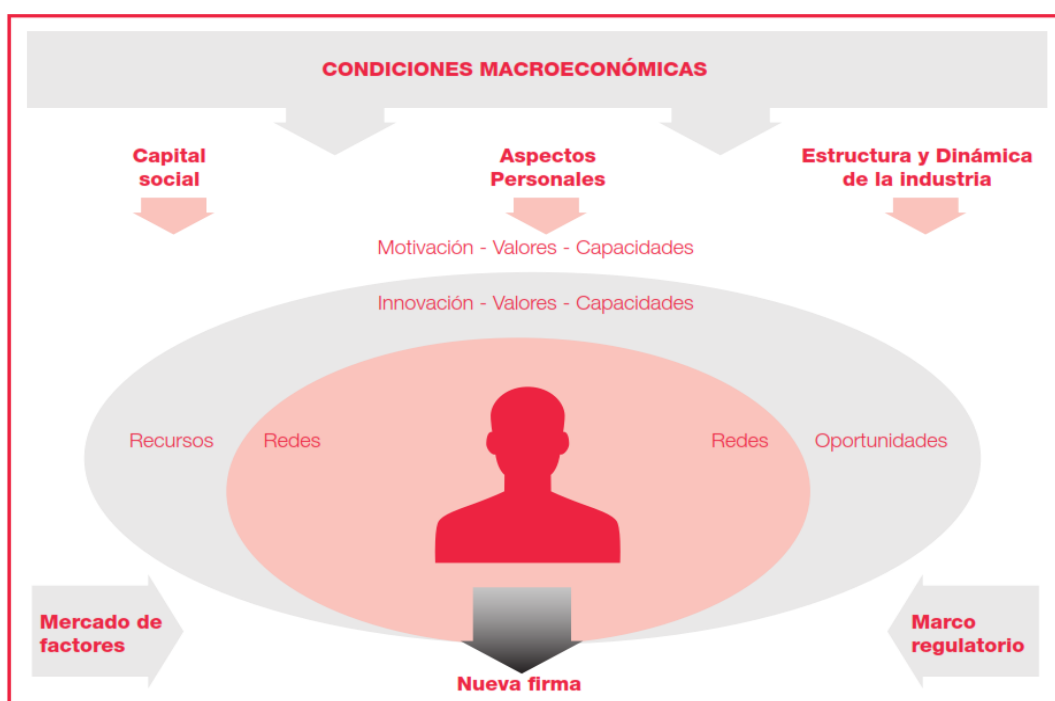 CONDICIONES MACROECONÓMICAS
Capital
social
Aspectos
Personales
Estructura y Dinámica
de la industria
Motivación - Valores - Capacidades
Innovación - Valores - Capacidades
Recursos
Redes
Redes
Oportunidades
Mercado de
factores
Marco
regulatorio
Nueva firma